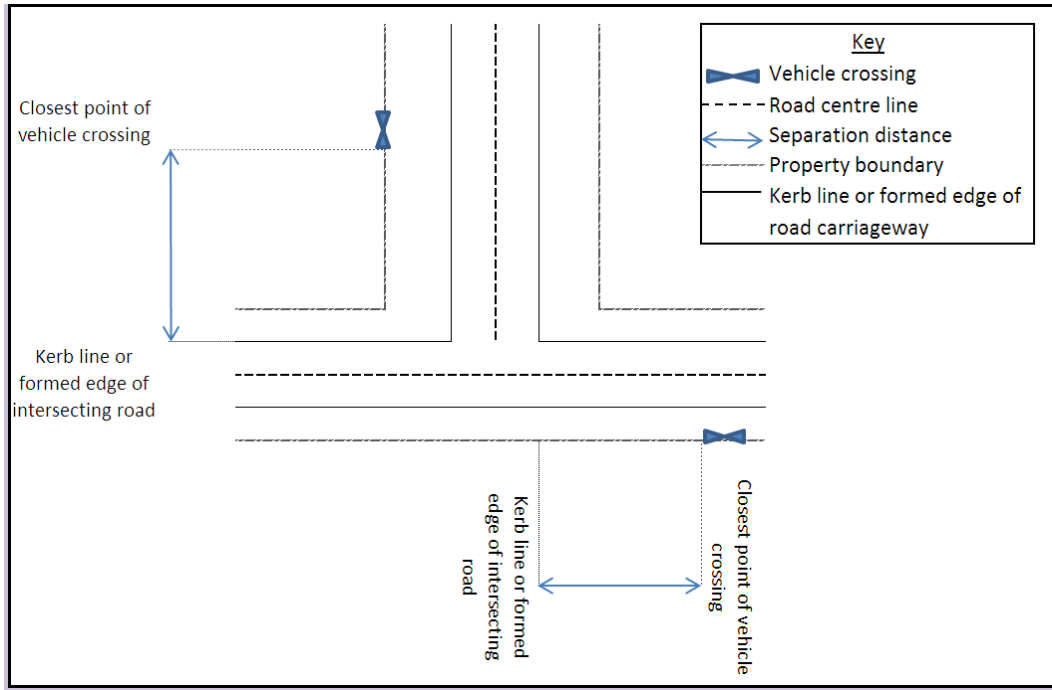 Key
Vehicle crossing
Road centre line
Separation distance
Property boundary
Kerb line or formed edge of
road carriageway
Closest point of
vehicle crossing
Kerb line or
formed edge of
intersecting road
Kerb line or formed
edge of intersecting
road
Closest point of vehicle
crossing